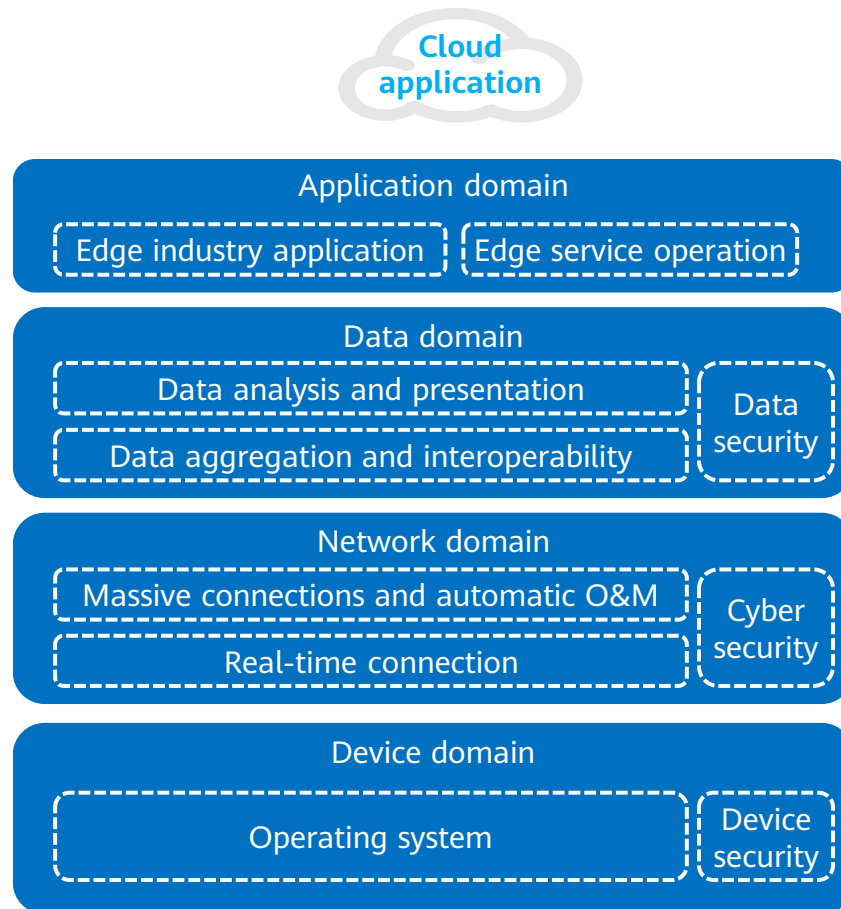 Cloud
application
Application domain
Edge industry application
Edge service operation
Data domain
Data analysis and presentation
Data aggregation and interoperability
Data
security
Network domain
Massive connections and automatic O&M
Real-time connection
Cyber
security
Device domain
Operating system
Device
security